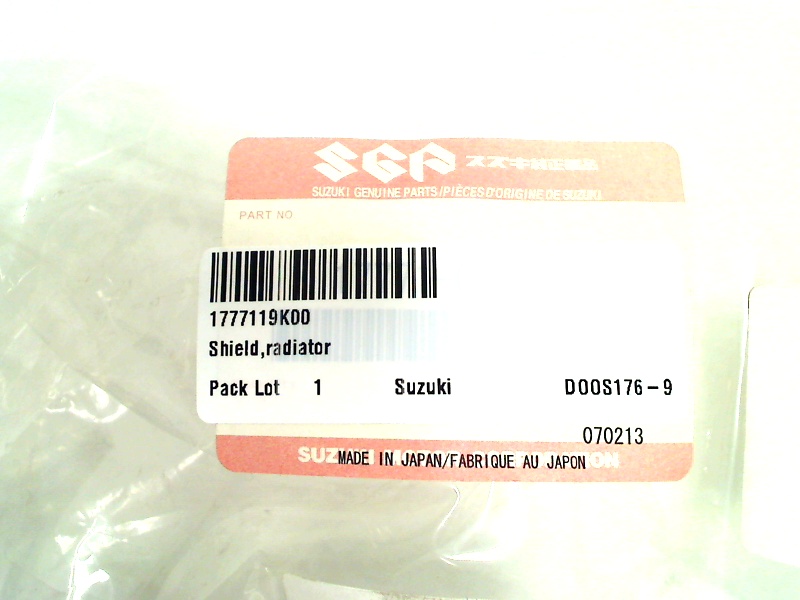 SGP スズキ純正部品
SUZUKI GENUINE PARTS/PIÈCES D'ORIGINE DE SUZUKI
PART NO
1777119K00
Shield,radiator
Pack Lot 1 Suzuki D00S176-9
070213
MADE IN JAPAN/FABRIQUE AU JAPON